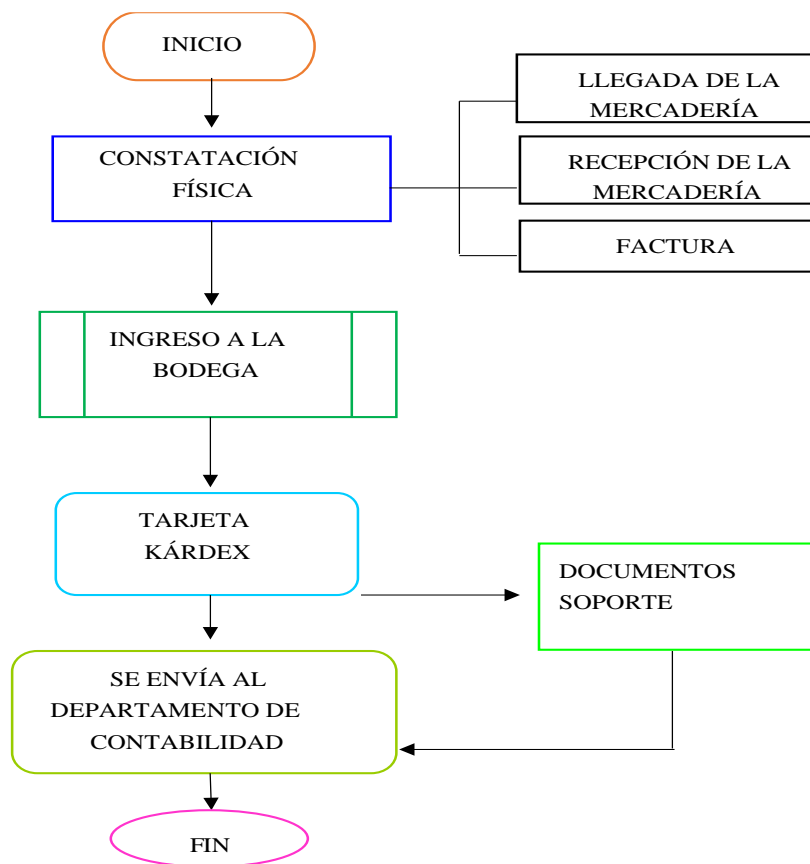 INICIO
LLEGADA DE LA
MERCADERÍA
CONSTATACIÓN
FÍSICA
RECEPCIÓN DE LA
MERCADERÍA
FACTURA
INGRESO A LA
BODEGA
TARJETA
KÁRDEX
DOCUMENTOS
SOPORTE
SE ENVÍA AL
DEPARTAMENTO DE
CONTABILIDAD
FIN